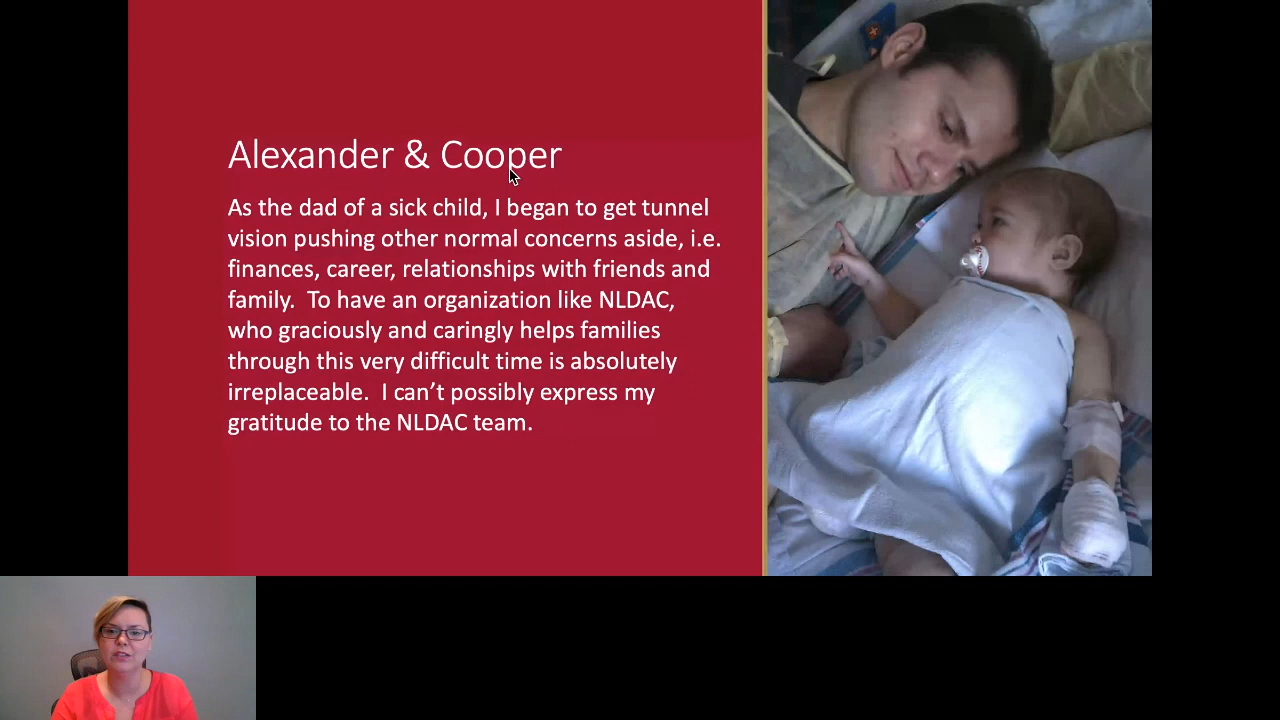 Alexander & Cooper
As the dad of a sick child, I began to get tunnel
vision pushing other normal concerns aside, i.e.
finances, career, relationships with friends and
family.  To have an organization like NLDAC,
who graciously and caringly helps families
through this very difficult time is absolutely
irreplaceable.  I can’t possibly express my
gratitude to the NLDAC team.